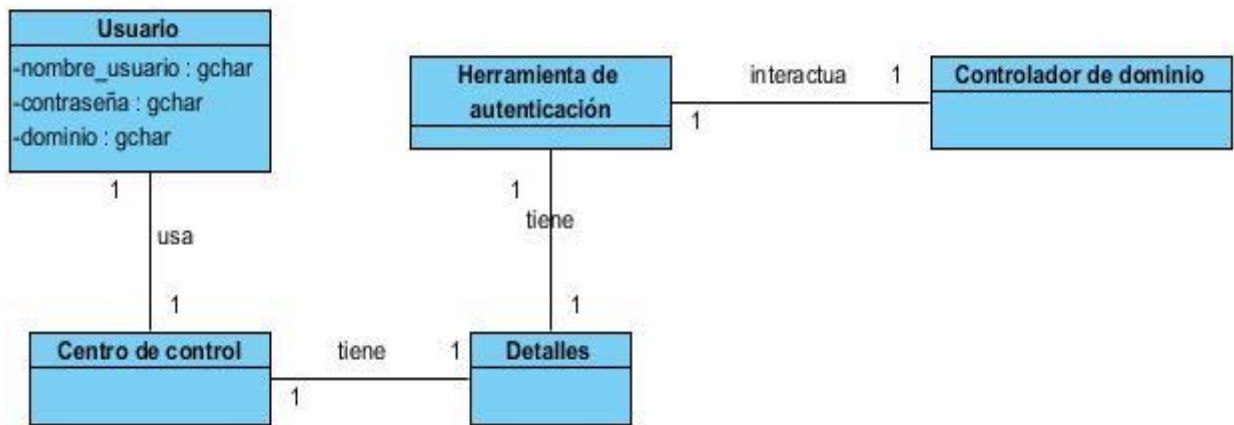 Usuario
-nombre_usuario : gchar
-contraseña : gchar
-dominio : gchar
1
usa
1
Centro de control
tiene
1
1
Detalles
1
tiene
1
Herramienta de
autenticación
interactua
1
1
Controlador de dominio